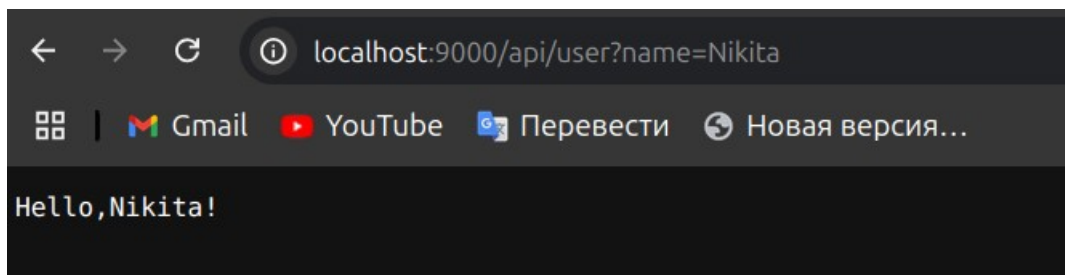 localhost:9000/api/user?name=Nikita
Gmail YouTube Перевести Новая версия...
Hello,Nikita!